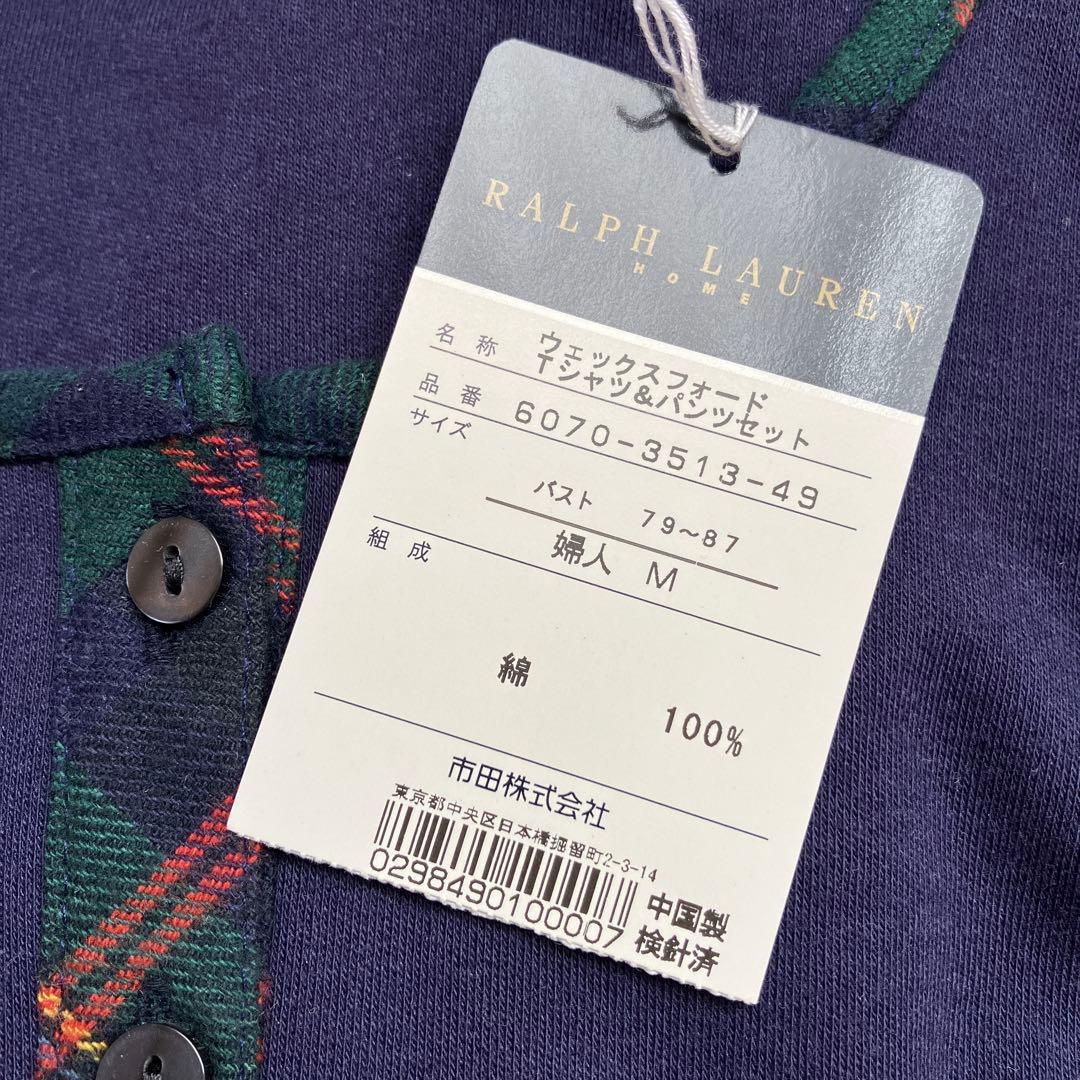 RALPH LAUREN
HOME
名称 ウェックスフォード
Tシャツ&パンツセット
品番 6070-3513-49
サイズ
バスト 79~87
婦人 M
組成
綿
100%
市田株式会社
東京都中央区日本橋掘留町2-3-14
0298490100007
中国製
検針済